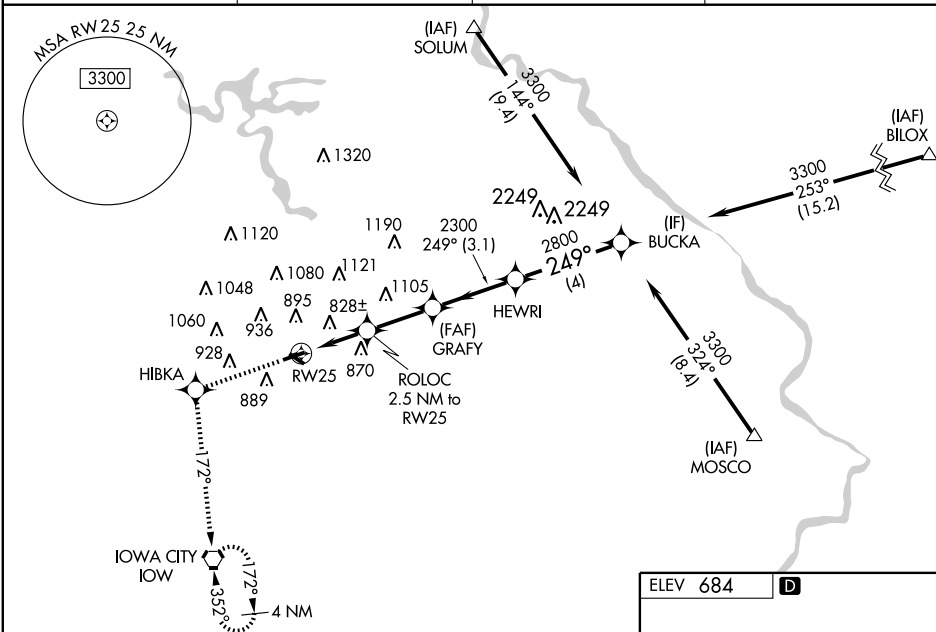 MSA RW25 25 NM
3300
(IAF)
SOLUM
3300
144°
(9.4)
(IAF)
BILOX
3300
253°
(15.2)
1320
2249
2249
(IF)
BUCKA
1190
2300
249° (3.1)
2800
249°
(4)
1120
1080
1121
1048
1105
HEWRI
895
828±
1060
936
(FAF)
GRAFY
928
HIBKA
RW25
870
889
ROLOC
2.5 NM to
RW25
3300
324°
(8.4)
(IAF)
MOSCO
172°
IOWA CITY
IOW
172°
352°
4 NM
ELEV 684
D